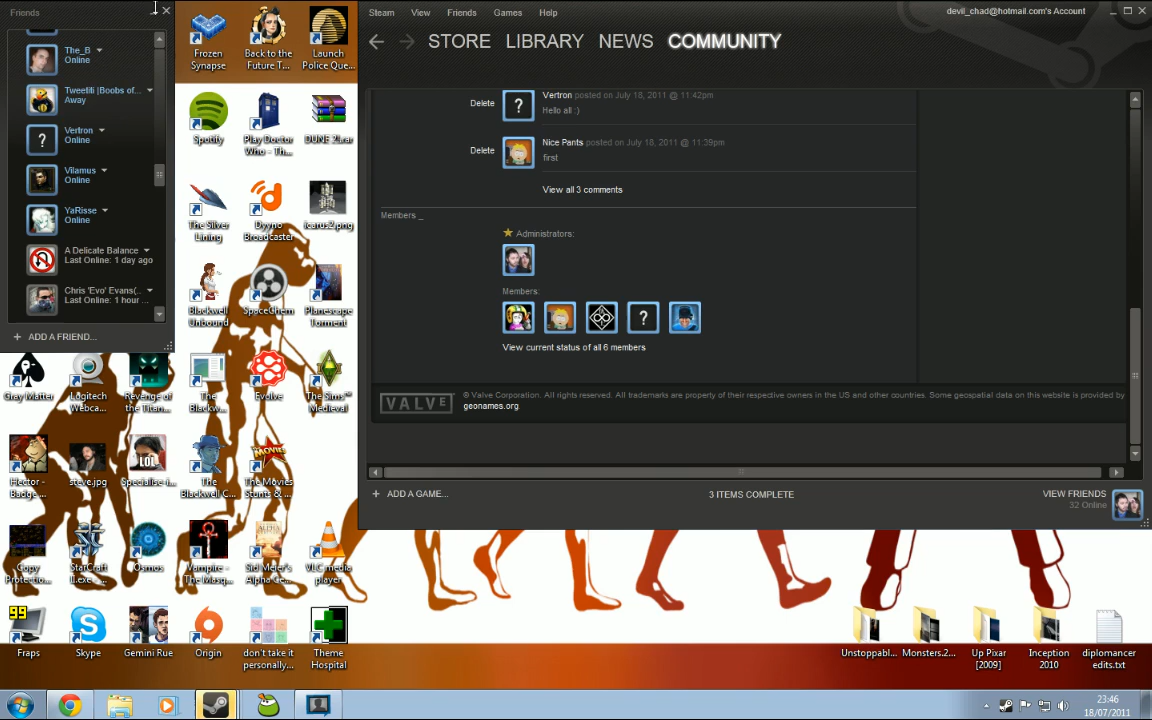 Friends
The_B
Online
Tweefifi |Boobs of...
Away
Vertron
Online
Vilamus
Online
YaRisse
Online
A Delicate Balance
Last Online: 1 day ago
Chris 'Evo' Evans(...
Last Online: 1 hour ...
+ ADD A FRIEND...
Frozen Synapse
Back to the Future T...
Launch Police Que...
Spotify
Play Doctor Who - Th...
DUNE 2!.rar
The Silver Lining
Dyyno Broadcaster
icarus2.png
Blackwell Unbound
SpaceChem
Planescape Torment
Gray Matter
Logitech Webca...
Revenge of the Titan...
The Blackw...
Evolve
The Sims™ Medieval
Hector - Badge ...
steve.jpg
LOL
Specialise-i...
The Blackwell C...
THE MOVIES
The Movies Stunts & ...
Copy Protectio...
StarCraft II.exe - ...
Osmos
Vampire - The Masq...
Sid Meier's Alpha Ce...
VLC media player
99
Fraps
Skype
Gemini Rue
Origin
don't take it personally...
Theme Hospital
Steam View Friends Games Help
devil_chad@hotmail.com's Account
STORE LIBRARY NEWS COMMUNITY
Delete
Vertron posted on July 18, 2011 @ 11:42pm
Hello all :)
Delete
Nice Pants posted on July 18, 2011 @ 11:39pm
first
View all 3 comments
Members _
Administrators:
Members:
View current status of all 6 members
VALVE
© Valve Corporation. All rights reserved. All trademarks are property of their respective owners in the US and other countries. Some geospatial data on this website is provided by
geonames.org.
+ ADD A GAME...
3 ITEMS COMPLETE
VIEW FRIENDS
32 Online
Unstoppabl...
Monsters.2...
Up Pixar [2009]
Inception 2010
diplomancer edits.txt
23:46
18/07/2011